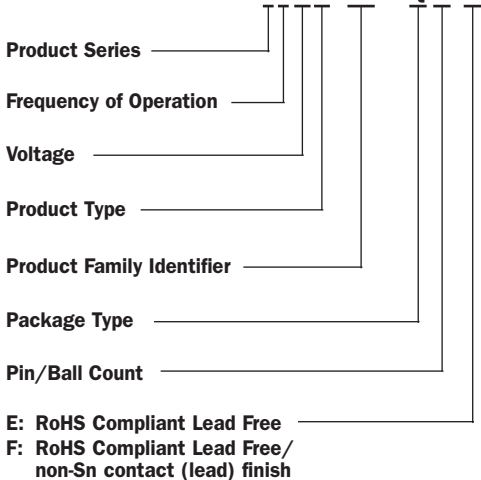 Product Series
Frequency of Operation
Voltage
Product Type
Product Family Identifier
Package Type
Pin/Ball Count
E: RoHS Compliant Lead Free
F: RoHS Compliant Lead Free/
non-Sn contact (lead) finish